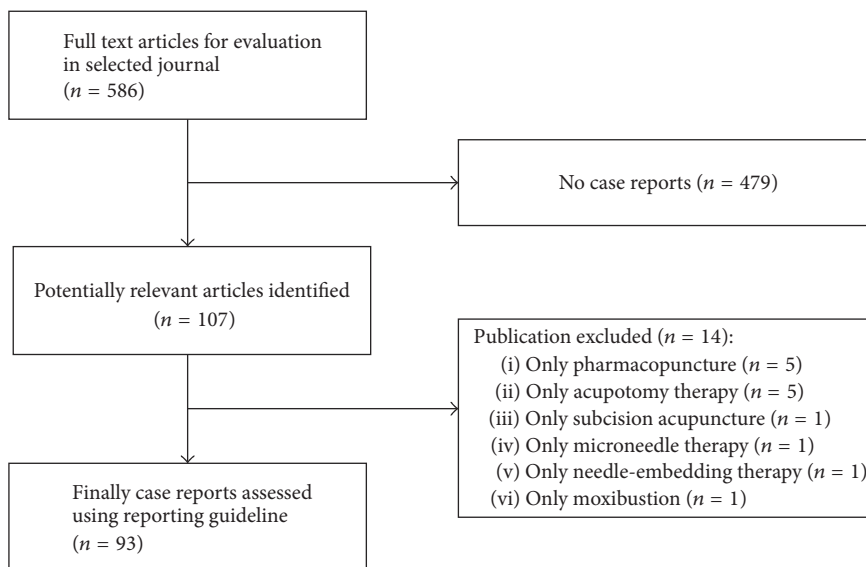 Full text articles for evaluation
in selected journal
(n = 586)
No case reports (n = 479)
Potentially relevant articles identified
(n = 107)
Publication excluded (n = 14):
(i) Only pharmacopuncture (n = 5)
(ii) Only acupotomy therapy (n = 5)
(iii) Only subcision acupuncture (n = 1)
(iv) Only microneedle therapy (n = 1)
(v) Only needle-embedding therapy (n = 1)
(vi) Only moxibustion (n = 1)
Finally case reports assessed
using reporting guideline
(n = 93)